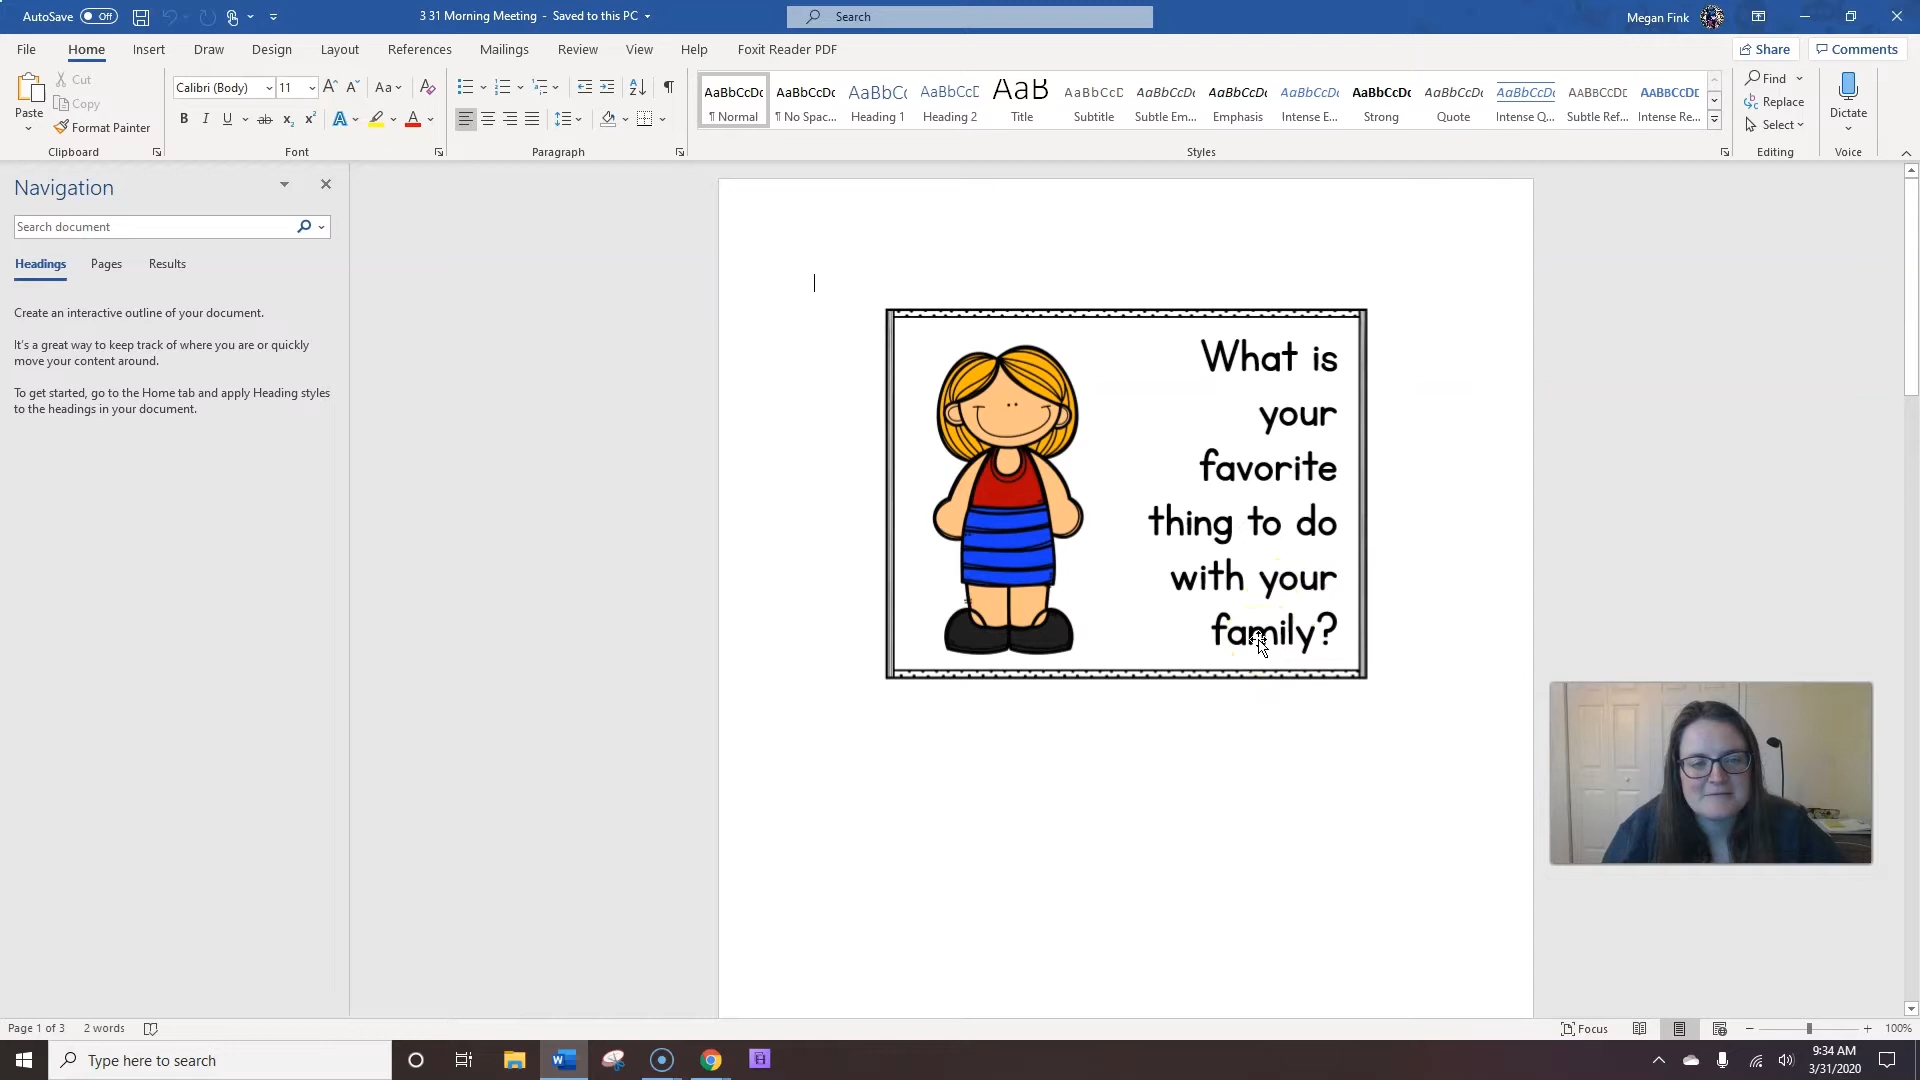 AutoSave Off
3 31 Morning Meeting - Saved to this PC
Search
Megan Fink
File Home Insert Draw Design Layout References Mailings Review View Help Foxit Reader PDF
Share Comments
Paste
Cut
Copy
Format Painter
Clipboard
Calibri (Body) 11
Font
Paragraph
AaBbCcDc AaBbCcDc AaBbCc AaBbCcD AaB AaBbCcD AaBbCcDc AaBbCcDc AaBbCcDc AaBbCcDc AaBbCcDc AaBbCcDc AaBbCcDc AaBbCcDc
¶ Normal ¶ No Spac... Heading 1 Heading 2 Title Subtitle Subtle Em... Emphasis Intense E... Strong Quote Intense Q... Subtle Ref... Intense Re...
Styles
Find
Replace
Select
Editing
Dictate
Voice
Navigation
Search document
Headings Pages Results
Create an interactive outline of your document.
It's a great way to keep track of where you are or quickly
move your content around.
To get started, go to the Home tab and apply Heading styles
to the headings in your document.
What is
your
favorite
thing to do
with your
family?
Page 1 of 3 2 words
Focus
100%
Type here to search
9:34 AM
3/31/2020